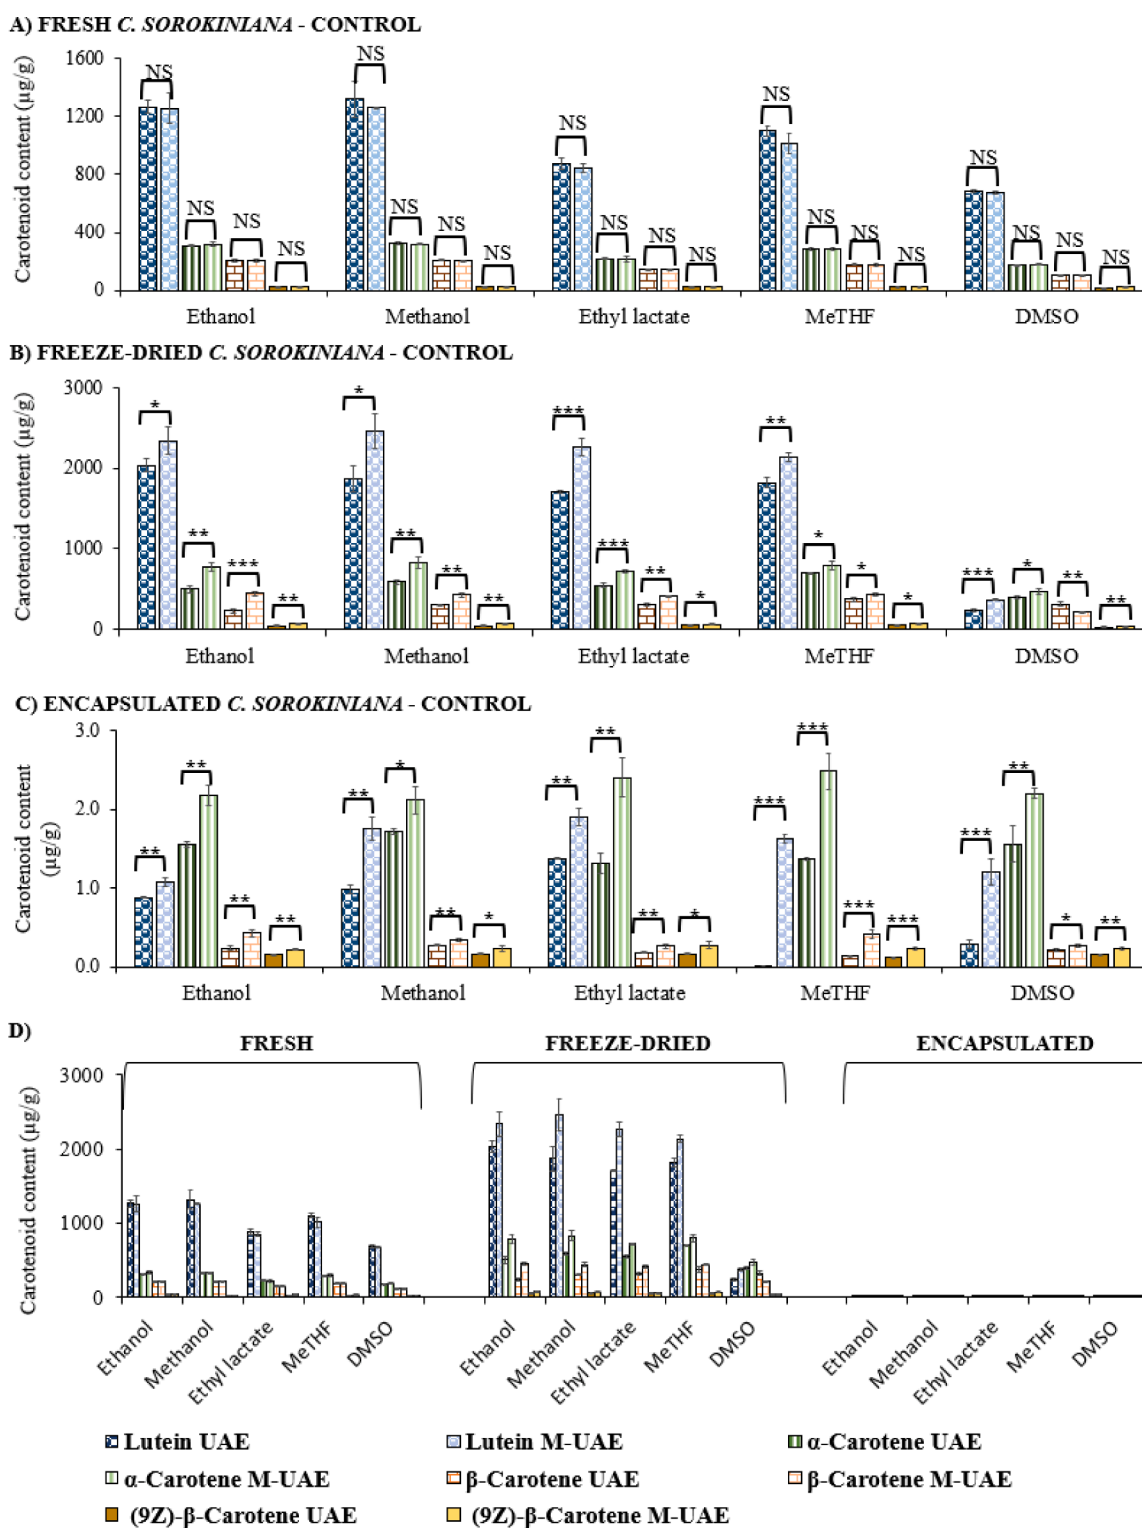 A) FRESH C. SOROKINIANA - CONTROL
Carotenoid content (µg/g)
1600
1200
800
400
0
NS NS NS NS
NS NS NS NS
NS NS NS NS
NS NS NS NS
NS NS NS NS
Ethanol Methanol Ethyl lactate MeTHF DMSO
B) FREEZE-DRIED C. SOROKINIANA - CONTROL
Carotenoid content (µg/g)
3000
2000
1000
0
* ** *** **
* ** ** **
*** *** ** *
** * * *
*** * ** **
Ethanol Methanol Ethyl lactate MeTHF DMSO
C) ENCAPSULATED C. SOROKINIANA - CONTROL
Carotenoid content
(µg/g)
3.0
2.0
1.0
0.0
** ** ** **
** * ** *
** ** ** *
*** *** *** ***
*** ** * **
Ethanol Methanol Ethyl lactate MeTHF DMSO
D)
FRESH FREEZE-DRIED ENCAPSULATED
Carotenoid content (µg/g)
3000
2000
1000
0
Ethanol Methanol Ethyl lactate MeTHF DMSO Ethanol Methanol Ethyl lactate MeTHF DMSO Ethanol Methanol Ethyl lactate MeTHF DMSO
Lutein UAE Lutein M-UAE α-Carotene UAE
α-Carotene M-UAE β-Carotene UAE β-Carotene M-UAE
(9Z)-β-Carotene UAE (9Z)-β-Carotene M-UAE